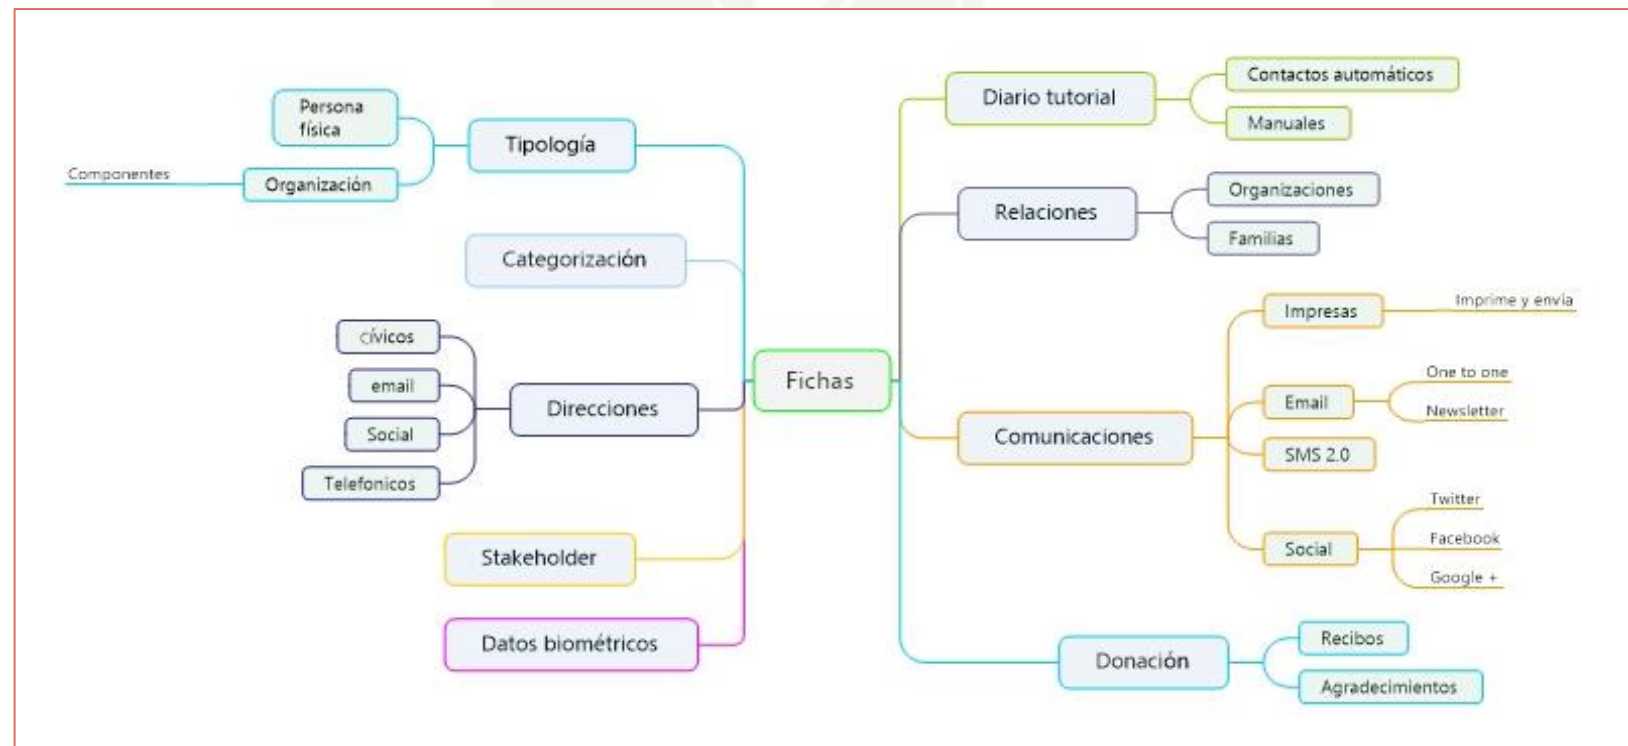 Persona
física
Componentes
Organización
Tipología
Categorización
cívicos
email
Social
Telefonicos
Direcciones
Stakeholder
Datos biométricos
Fichas
Diario tutorial
Contactos automáticos
Manuales
Relaciones
Organizaciones
Familias
Comunicaciones
Impresas
Imprime y envía
Email
One to one
Newsletter
SMS 2.0
Social
Twitter
Facebook
Google +
Donación
Recibos
Agradecimientos